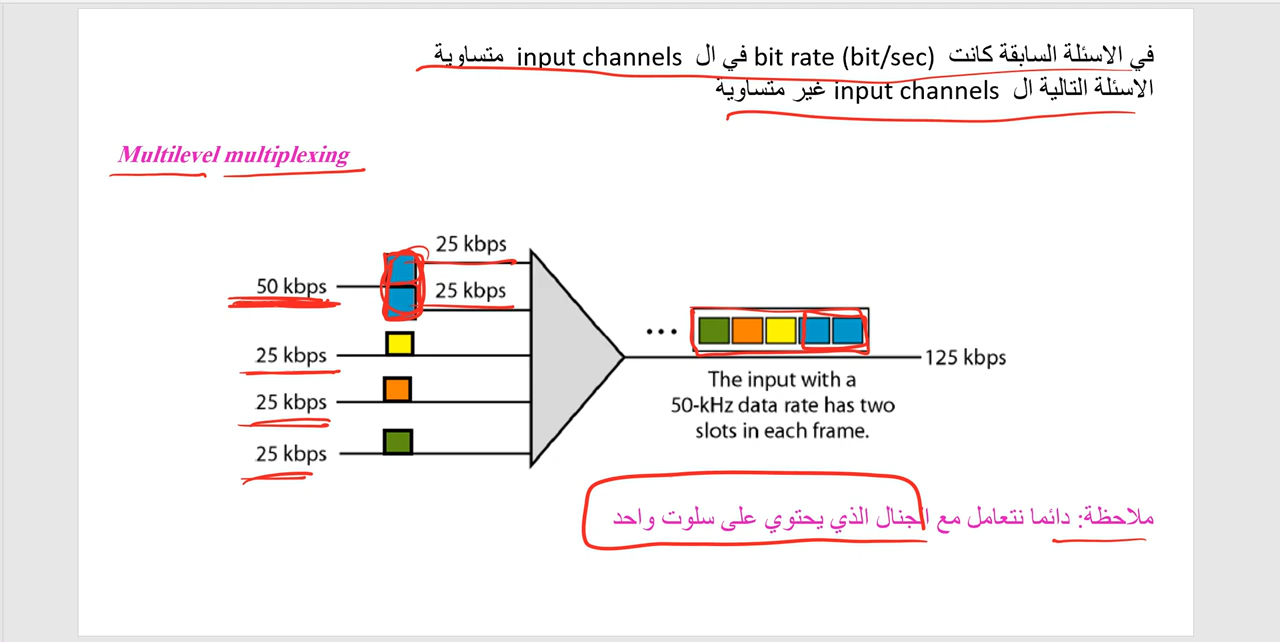 في الاسئلة السابقة كانت bit rate (bit/sec) في ال input channels متساوية
الاسئلة التالية ال input channels غير متساوية
Multilevel multiplexing
25 kbps
50 kbps
25 kbps
25 kbps
25 kbps
25 kbps
...
125 kbps
The input with a
50-kHz data rate has two
slots in each frame.
ملاحظة: دائما نتعامل مع الجنال الذي يحتوي على سلوت واحد